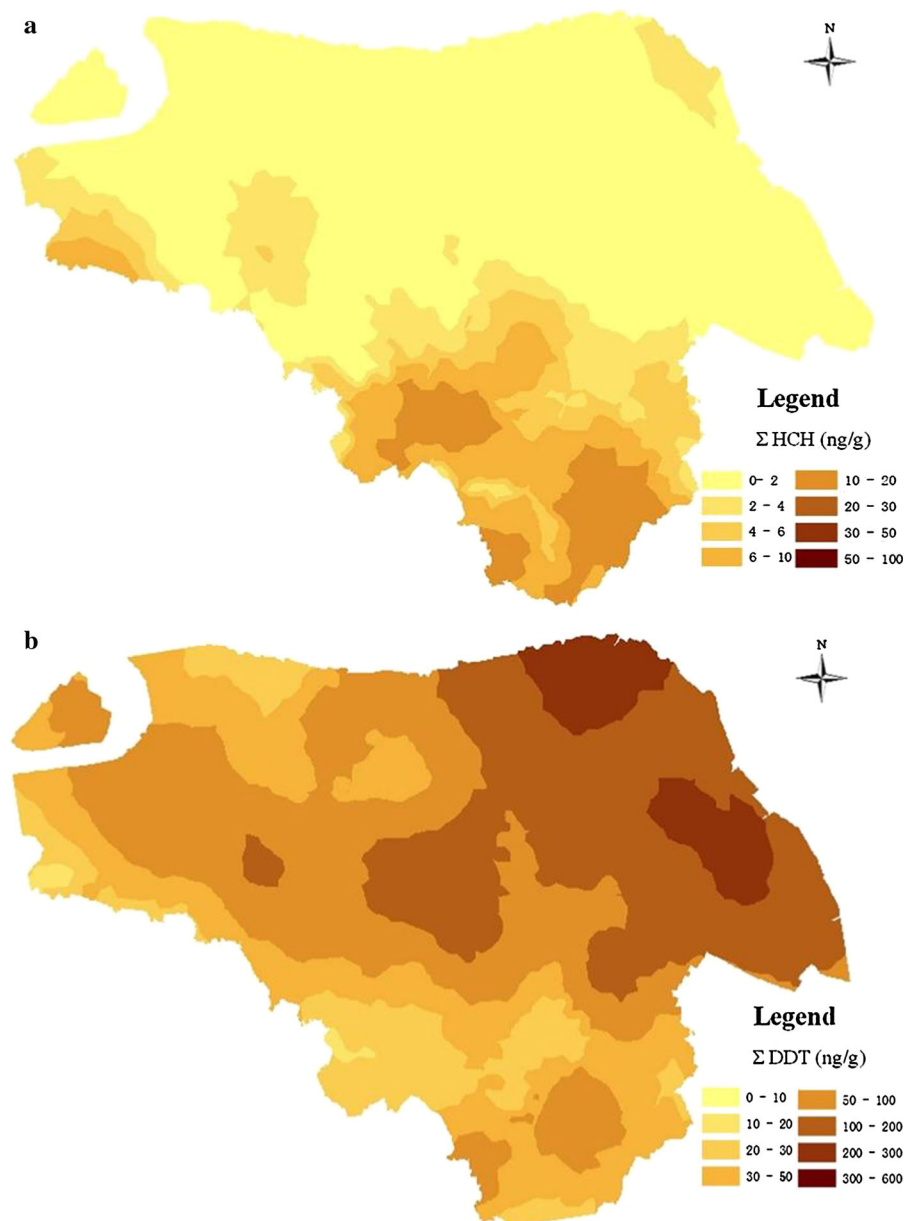 a
N
Legend
Σ HCH (ng/g)
0- 2
10 - 20
2 - 4
20 - 30
4 - 6
30 - 50
6 - 10
50 - 100
b
N
Legend
Σ DDT (ng/g)
0 - 10
50 - 100
10 - 20
100 - 200
20 - 30
200 - 300
30 - 50
300 - 600